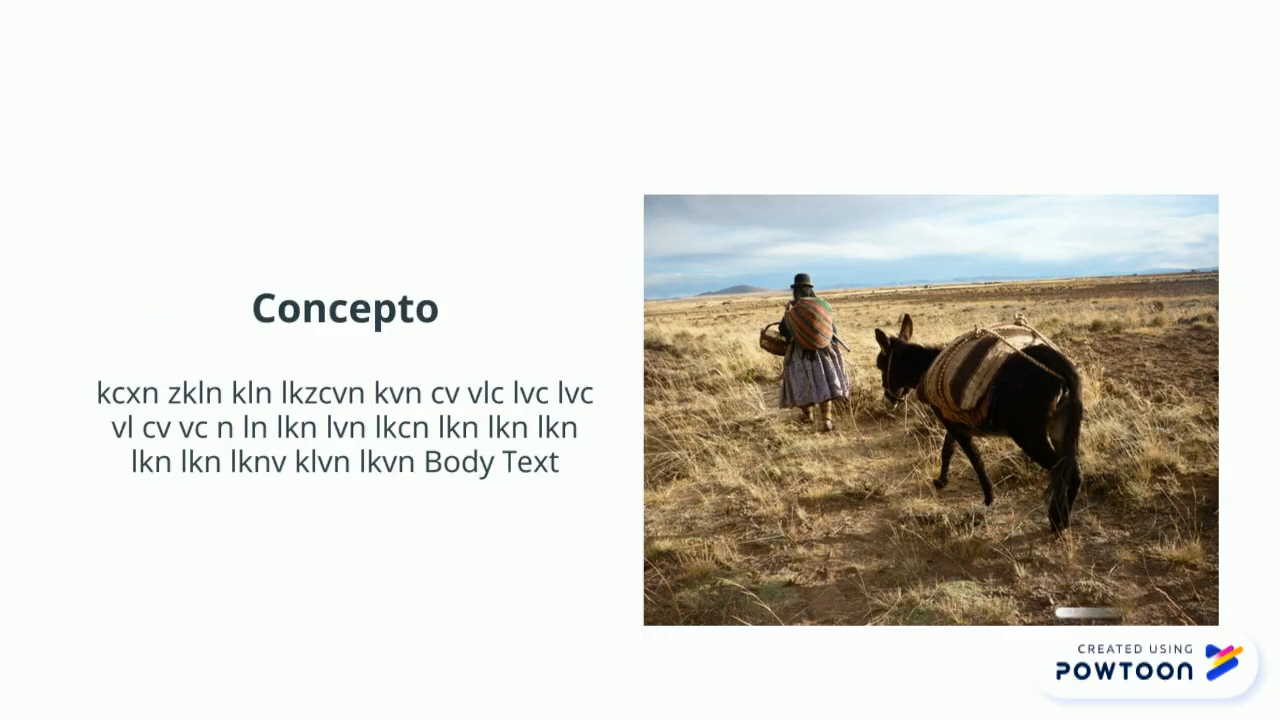 Concepto
kcxn zkln kln lkzcvn kvn cv vlc lvc lvc
vl cv vc n ln lkn lvn lkcn lkn lkn lkn
lkn lkn lknv klvn lkvn Body Text
CREATED USING
POWTOON